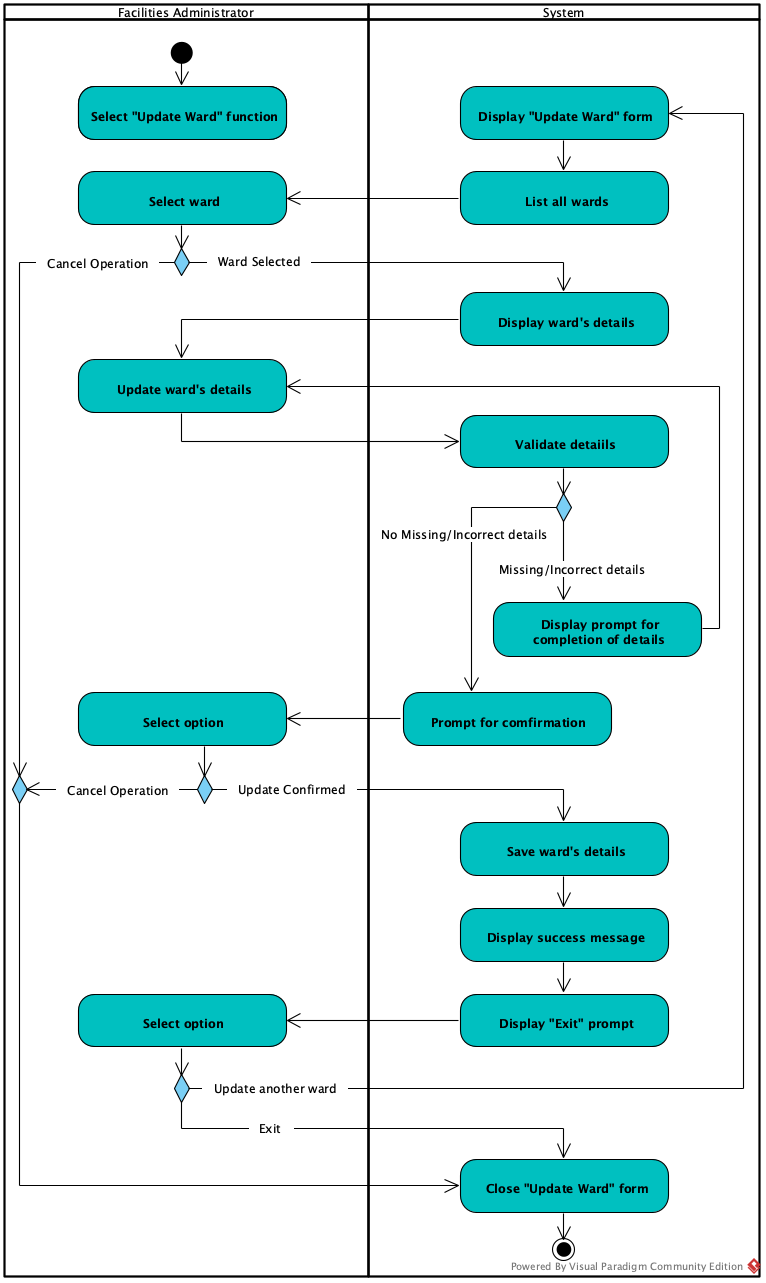 Facilities Administrator
System
Select "Update Ward" function
Display "Update Ward" form
Select ward
List all wards
Cancel Operation
Ward Selected
Display ward's details
Update ward's details
Validate detaiils
No Missing/Incorrect details
Missing/Incorrect details
Display prompt for
completion of details
Select option
Prompt for comfirmation
Cancel Operation
Update Confirmed
Save ward's details
Display success message
Select option
Display "Exit" prompt
Update another ward
Exit
Close "Update Ward" form
Powered By Visual Paradigm Community Edition